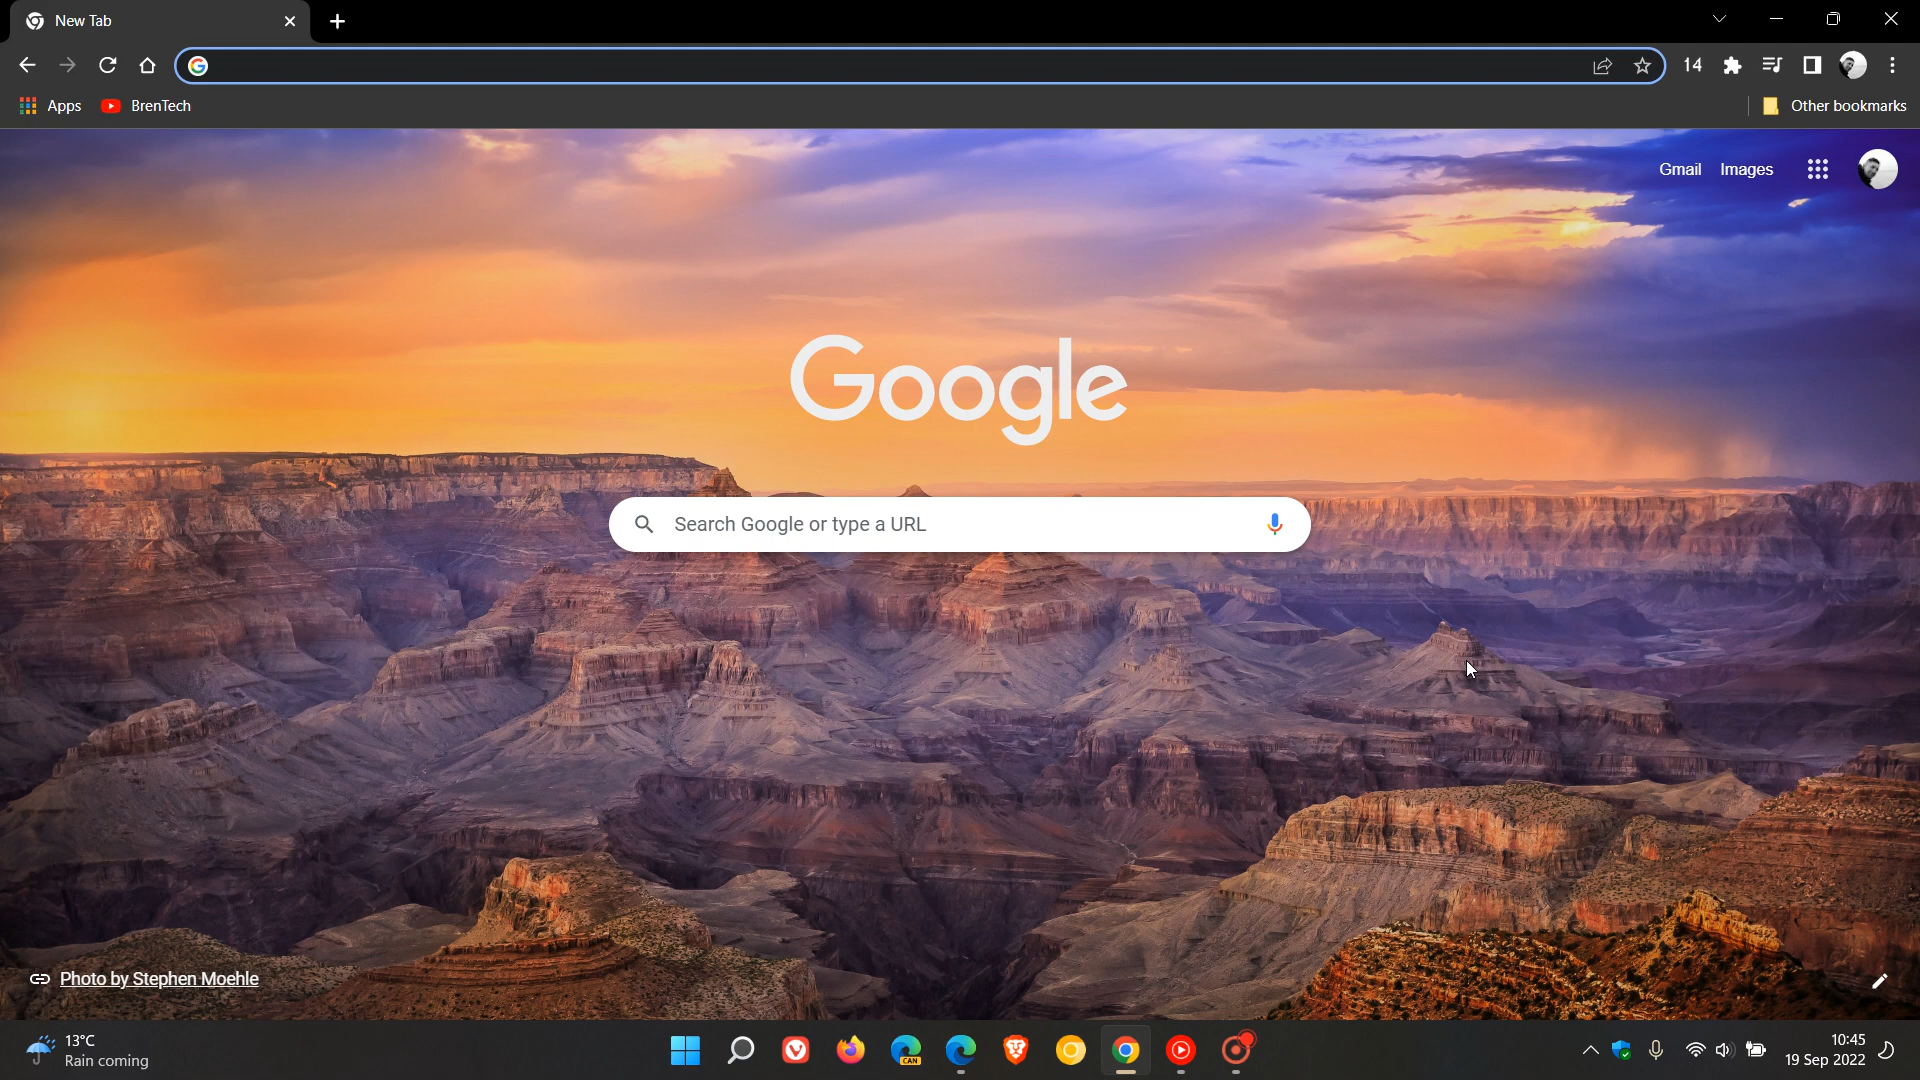 New Tab
14
Apps
BrenTech
Other bookmarks
Gmail
Images
Google
Search Google or type a URL
Photo by Stephen Moehle
13°C
Rain coming
CAN
10:45
19 Sep 2022